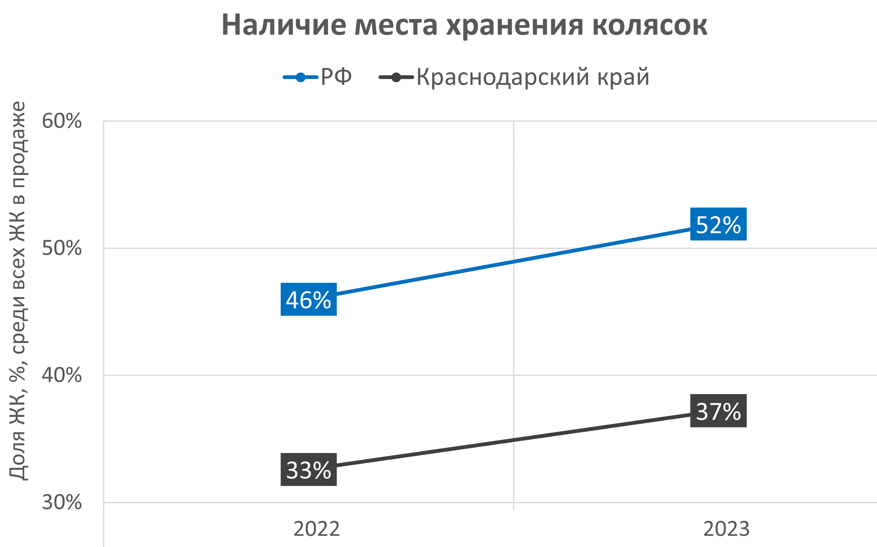 Наличие места хранения колясок
РФ
Краснодарский край
Доля ЖК, %, среди всех ЖК в продаже
60%
50%
40%
30%
52%
46%
37%
33%
2022
2023